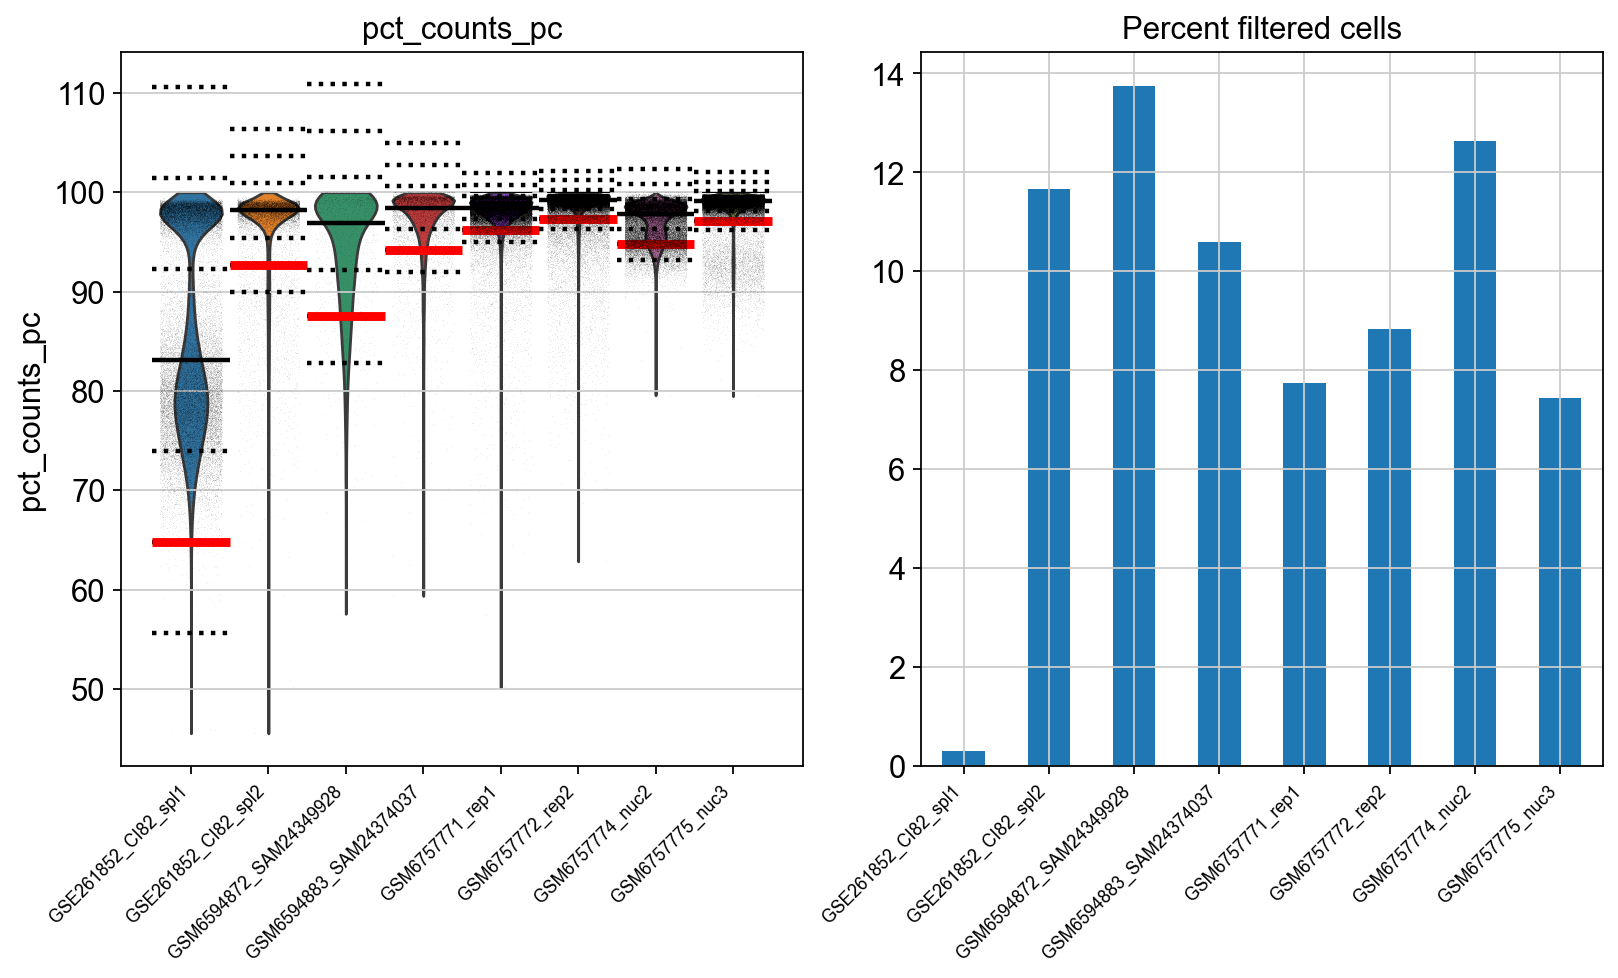 pct_counts_pc
pct_counts_pc
110
100
90
80
70
60
50
GSE261852_CI82_spl1
GSE261852_CI82_spl2
GSM6594872_SAM24349928
GSM6594883_SAM24374037
GSM6757771_rep1
GSM6757772_rep2
GSM6757774_nuc2
GSM6757775_nuc3
Percent filtered cells
14
12
10
8
6
4
2
0
GSE261852_CI82_spl1
GSE261852_CI82_spl2
GSM6594872_SAM24349928
GSM6594883_SAM24374037
GSM6757771_rep1
GSM6757772_rep2
GSM6757774_nuc2
GSM6757775_nuc3